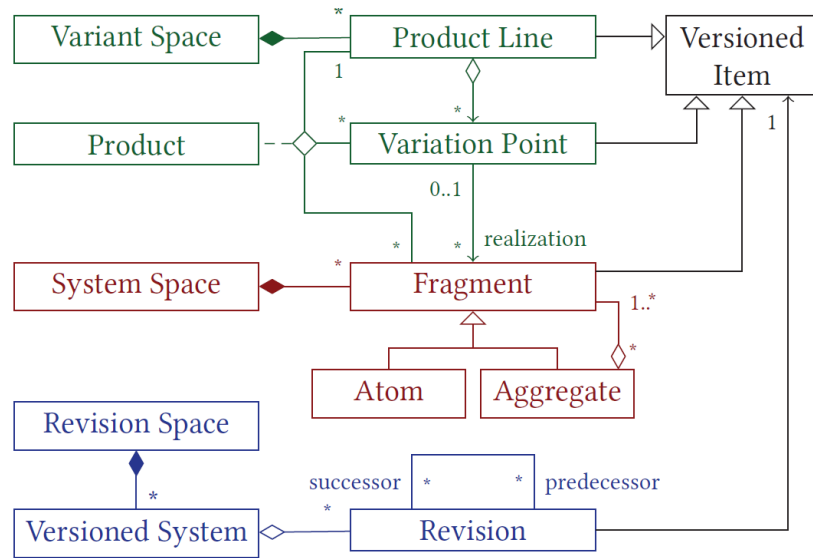 Variant Space
*
Product Line
Versioned
Item
1
*
1
Product
*
Variation Point
0..1
*
*
realization
System Space
*
Fragment
1..*
*
Atom
Aggregate
Revision Space
*
successor
*
*
predecessor
Versioned System
*
Revision